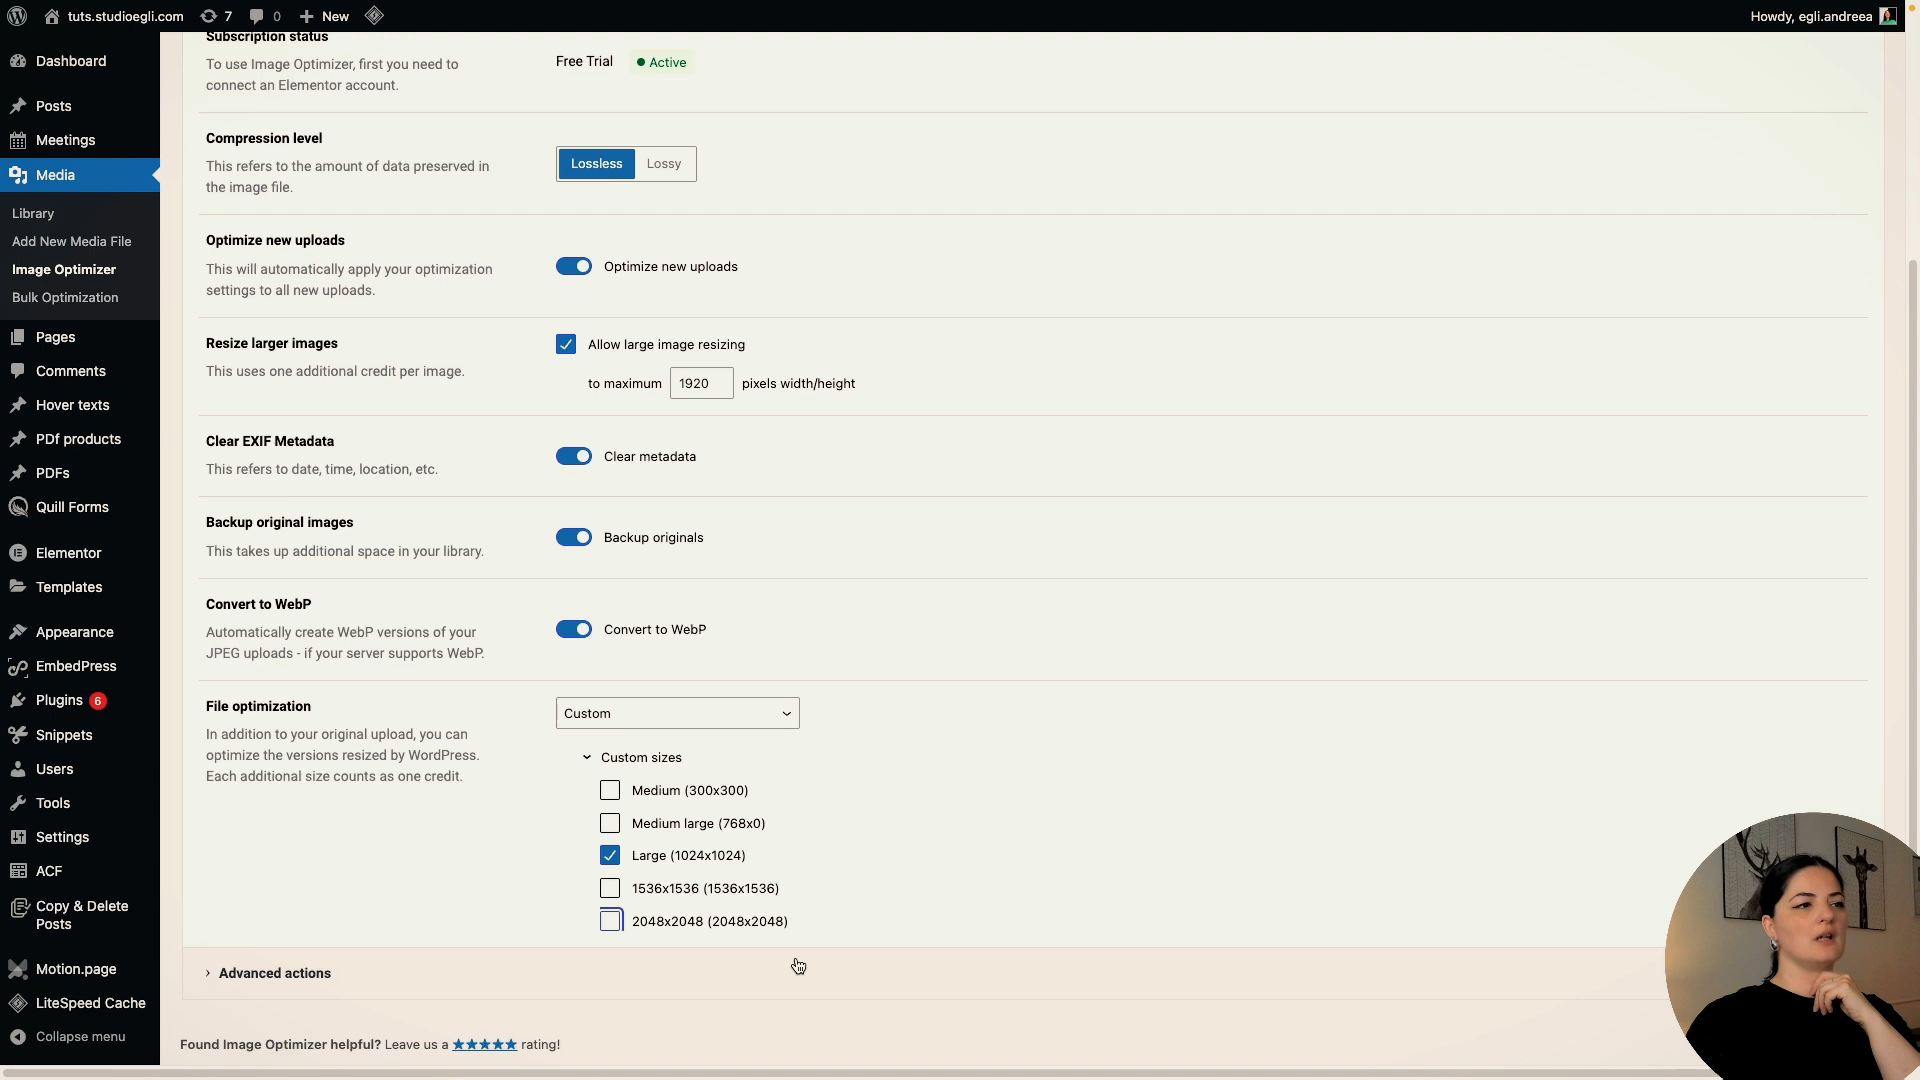 tuts.studioegli.com
7
0
New
Howdy, egli.andreea
Dashboard
Posts
Meetings
Media
Library
Add New Media File
Image Optimizer
Bulk Optimization
Pages
Comments
Hover texts
PDf products
PDFs
Quill Forms
Elementor
Templates
Appearance
EmbedPress
Plugins 6
Snippets
Users
Tools
Settings
ACF
Copy & Delete
Posts
Motion.page
LiteSpeed Cache
Collapse menu
Subscription status
To use Image Optimizer, first you need to
connect an Elementor account.
Free Trial
Active
Compression level
This refers to the amount of data preserved in
the image file.
Lossless
Lossy
Optimize new uploads
This will automatically apply your optimization
settings to all new uploads.
Optimize new uploads
Resize larger images
This uses one additional credit per image.
Allow large image resizing
to maximum 1920 pixels width/height
Clear EXIF Metadata
This refers to date, time, location, etc.
Clear metadata
Backup original images
This takes up additional space in your library.
Backup originals
Convert to WebP
Automatically create WebP versions of your
JPEG uploads - if your server supports WebP.
Convert to WebP
File optimization
In addition to your original upload, you can
optimize the versions resized by WordPress.
Each additional size counts as one credit.
Custom
Custom sizes
Medium (300x300)
Medium large (768x0)
Large (1024x1024)
1536x1536 (1536x1536)
2048x2048 (2048x2048)
Advanced actions
Found Image Optimizer helpful? Leave us a ★★★★★ rating!